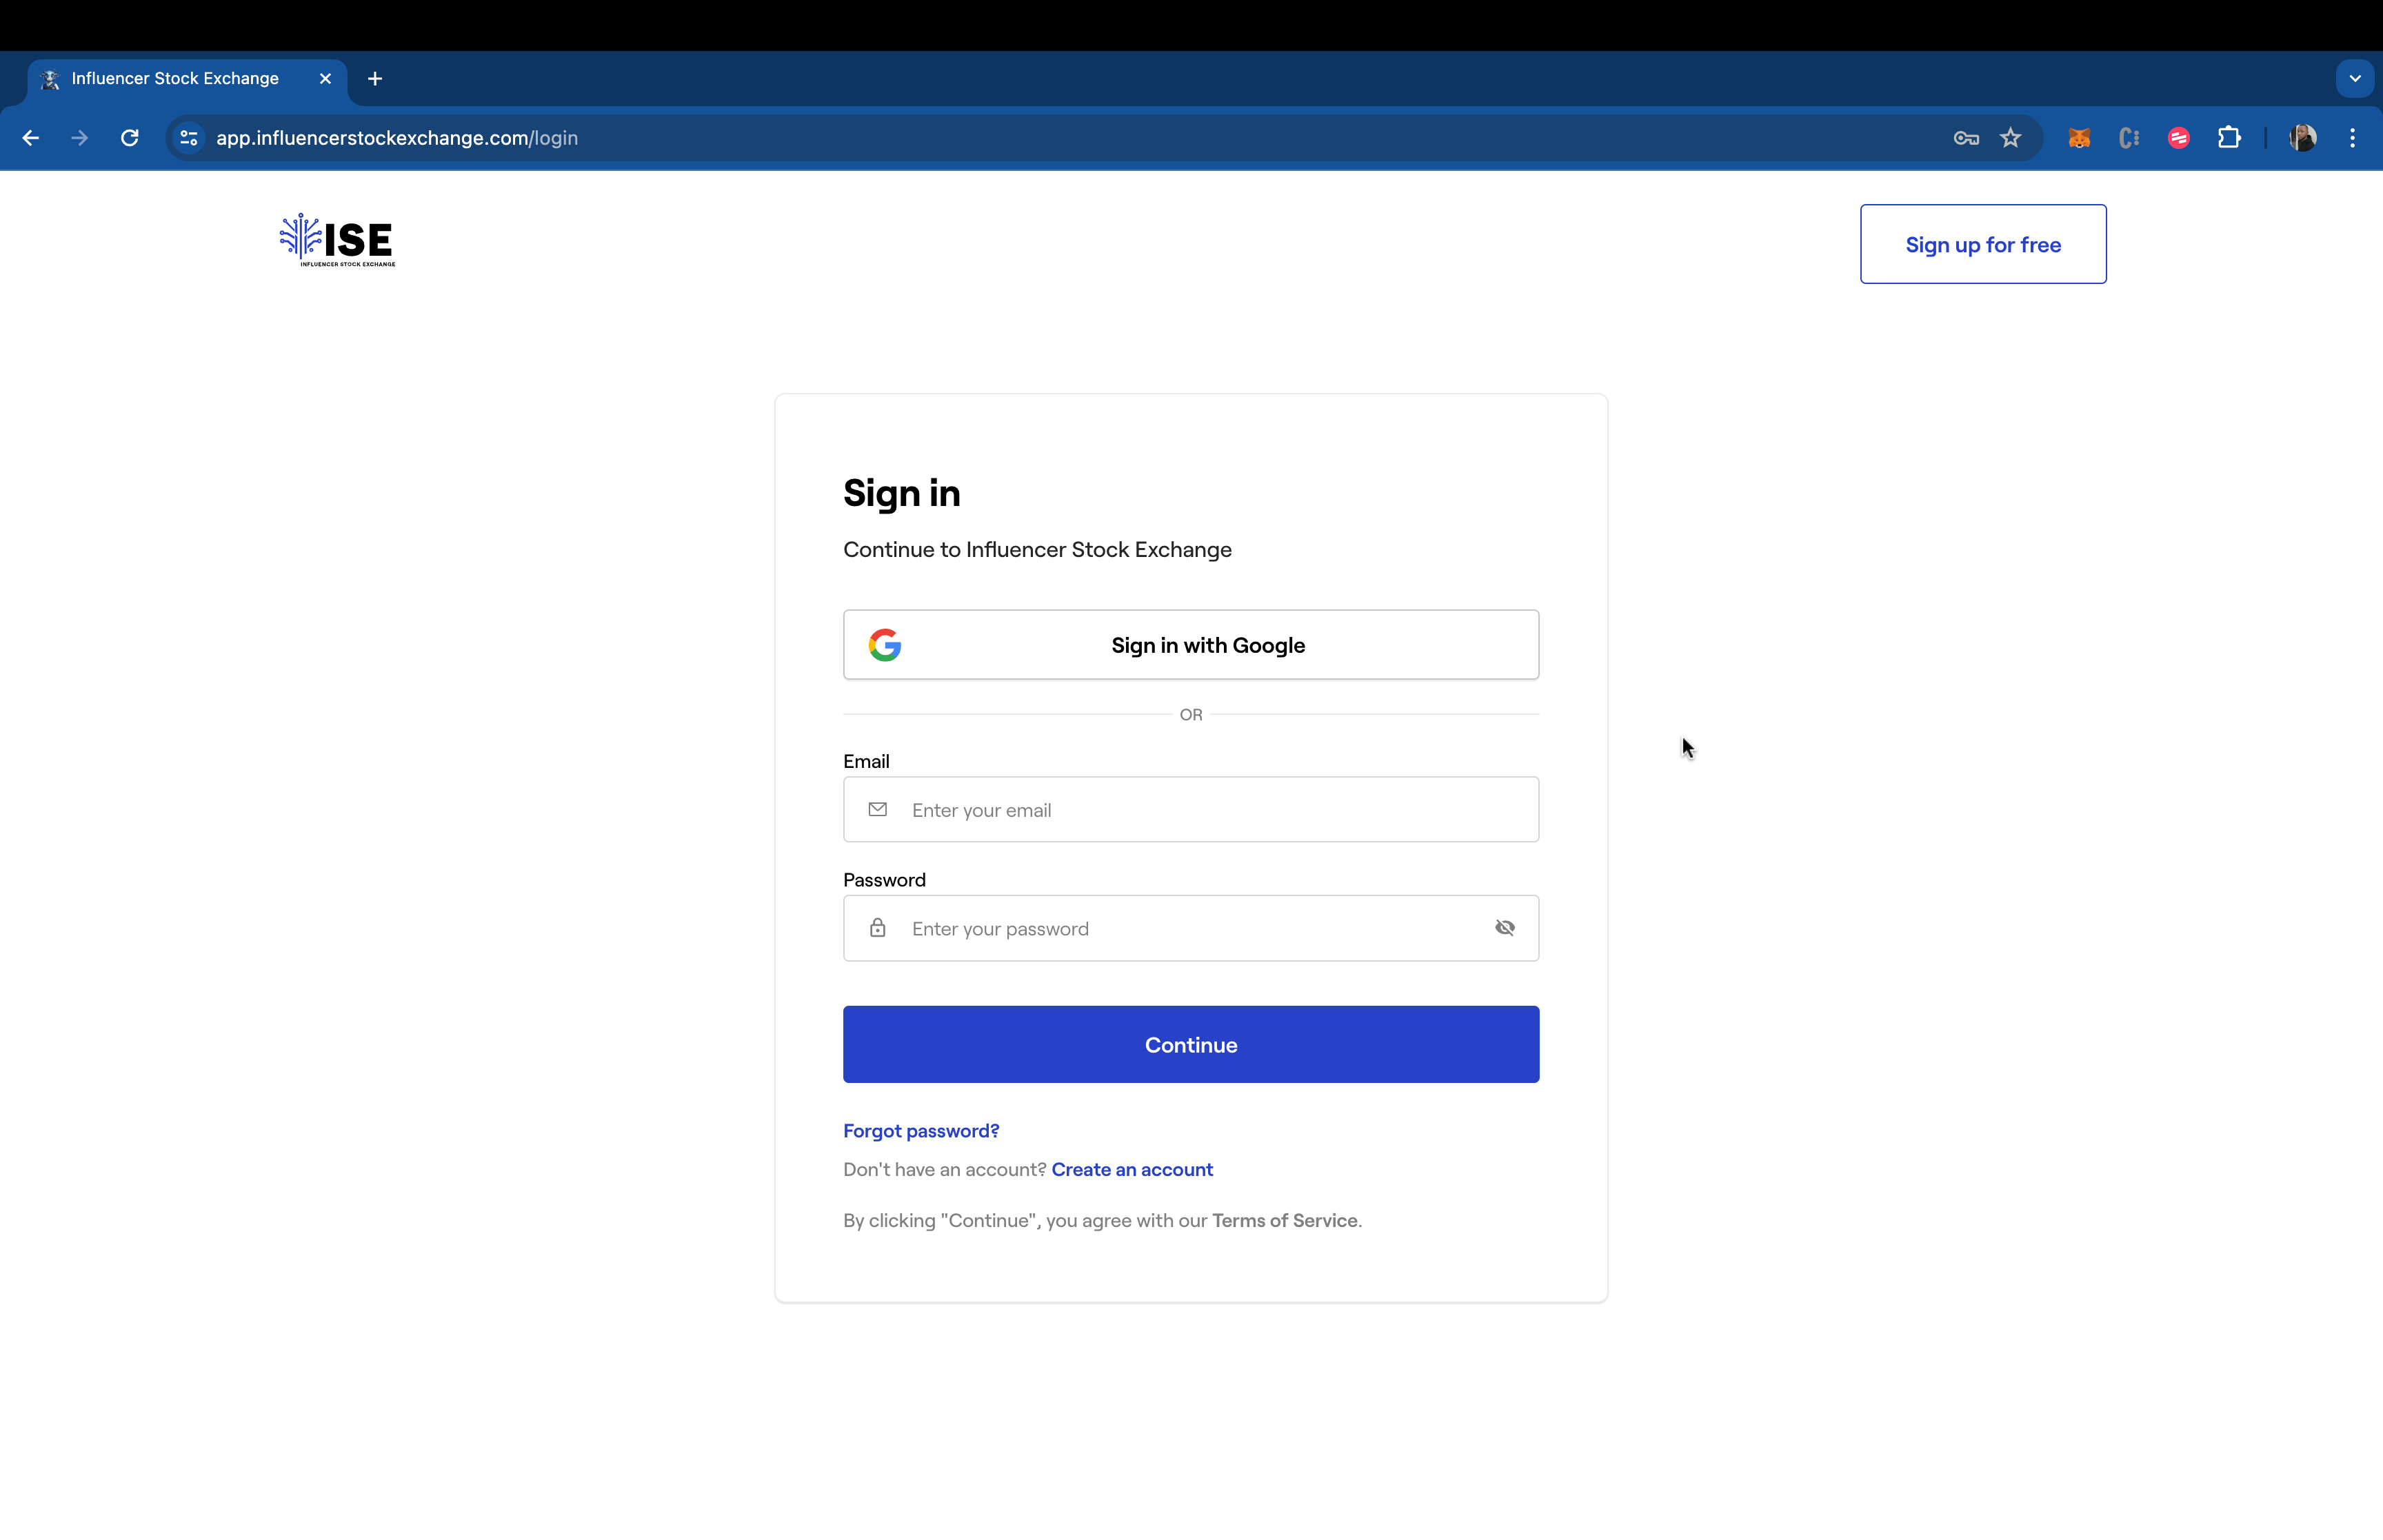 Influencer Stock Exchange
app.influencerstockexchange.com/login
ISE
INFLUENCER STOCK EXCHANGE
Sign up for free
Sign in
Continue to Influencer Stock Exchange
Sign in with Google
OR
Email
Enter your email
Password
Enter your password
Continue
Forgot password?
Don't have an account? Create an account
By clicking "Continue", you agree with our Terms of Service.